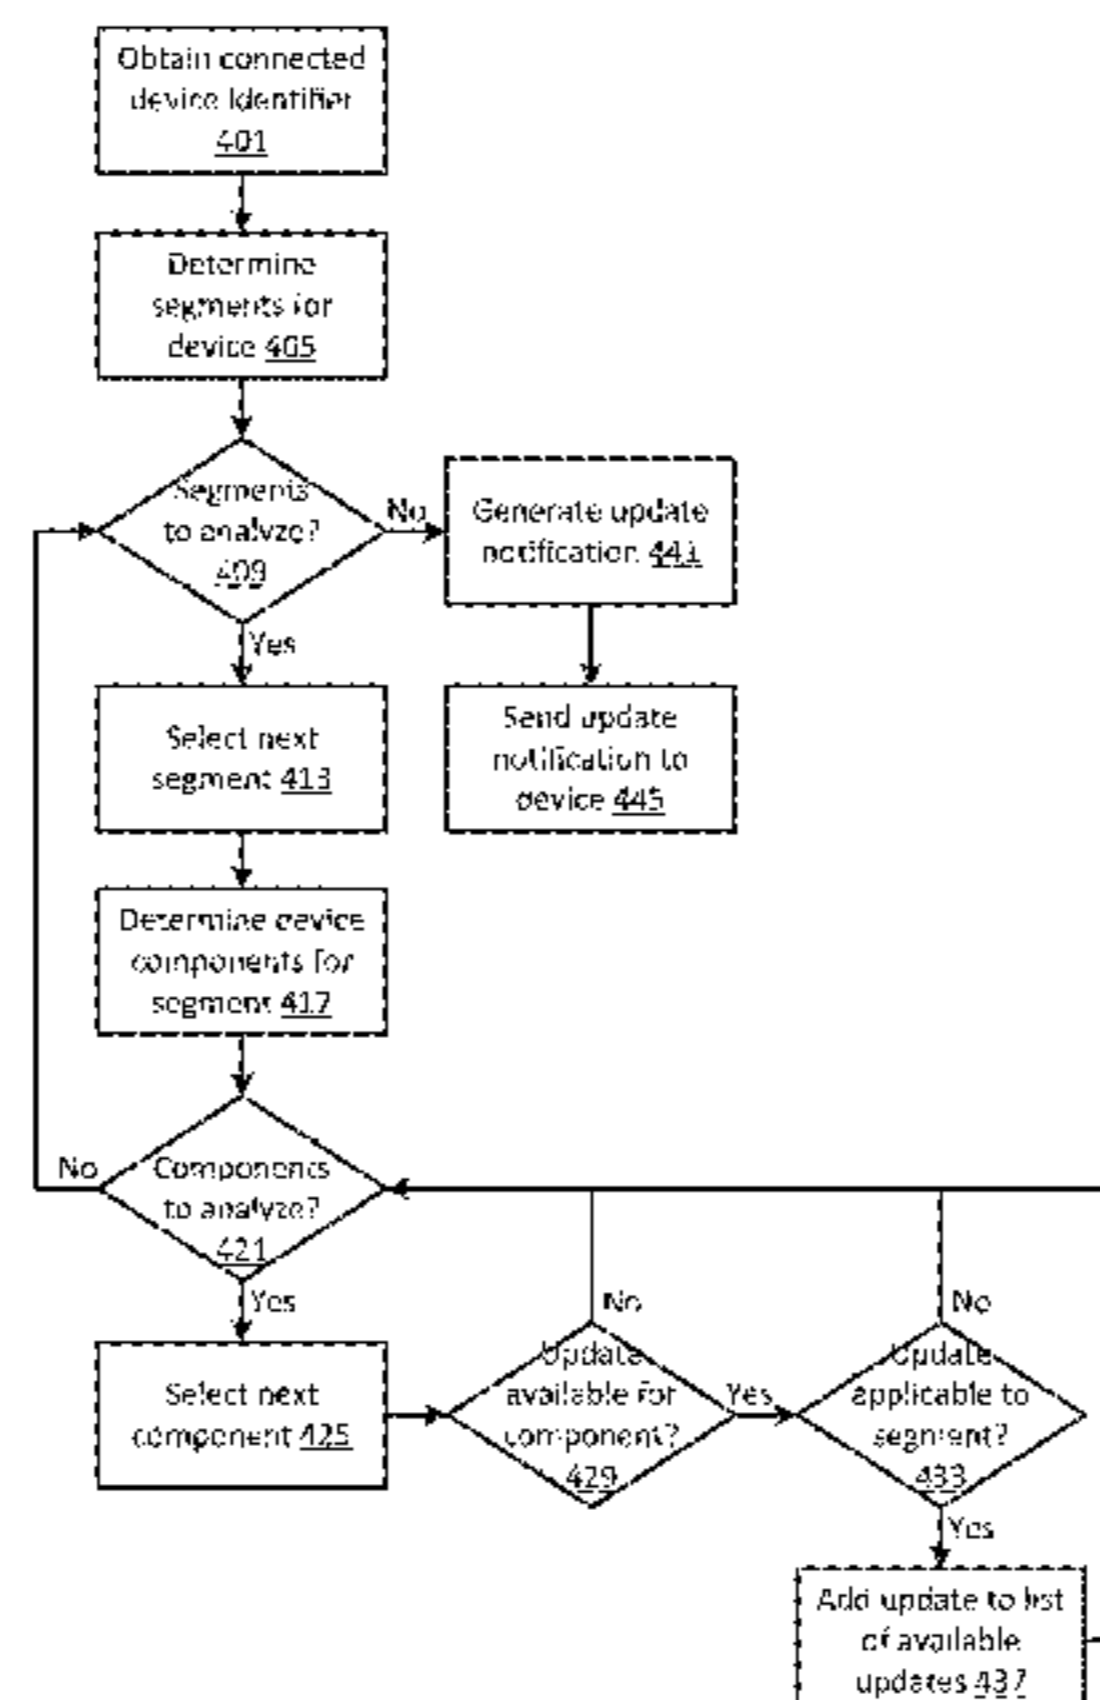 Obtain connected
device identifier
401
Determine
segments for
device 405
Segments
to analyze?
409
No
Generate update
notification 441
Yes
Send update
notification to
device 445
Select next
segment 413
Determine device
components for
segment 417
No
Components
to analyze?
421
Yes
Select next
component 425
No
Update
available for
component?
429
Yes
No
Update
applicable to
segment?
433
Yes
Add update to list
of available
updates 437